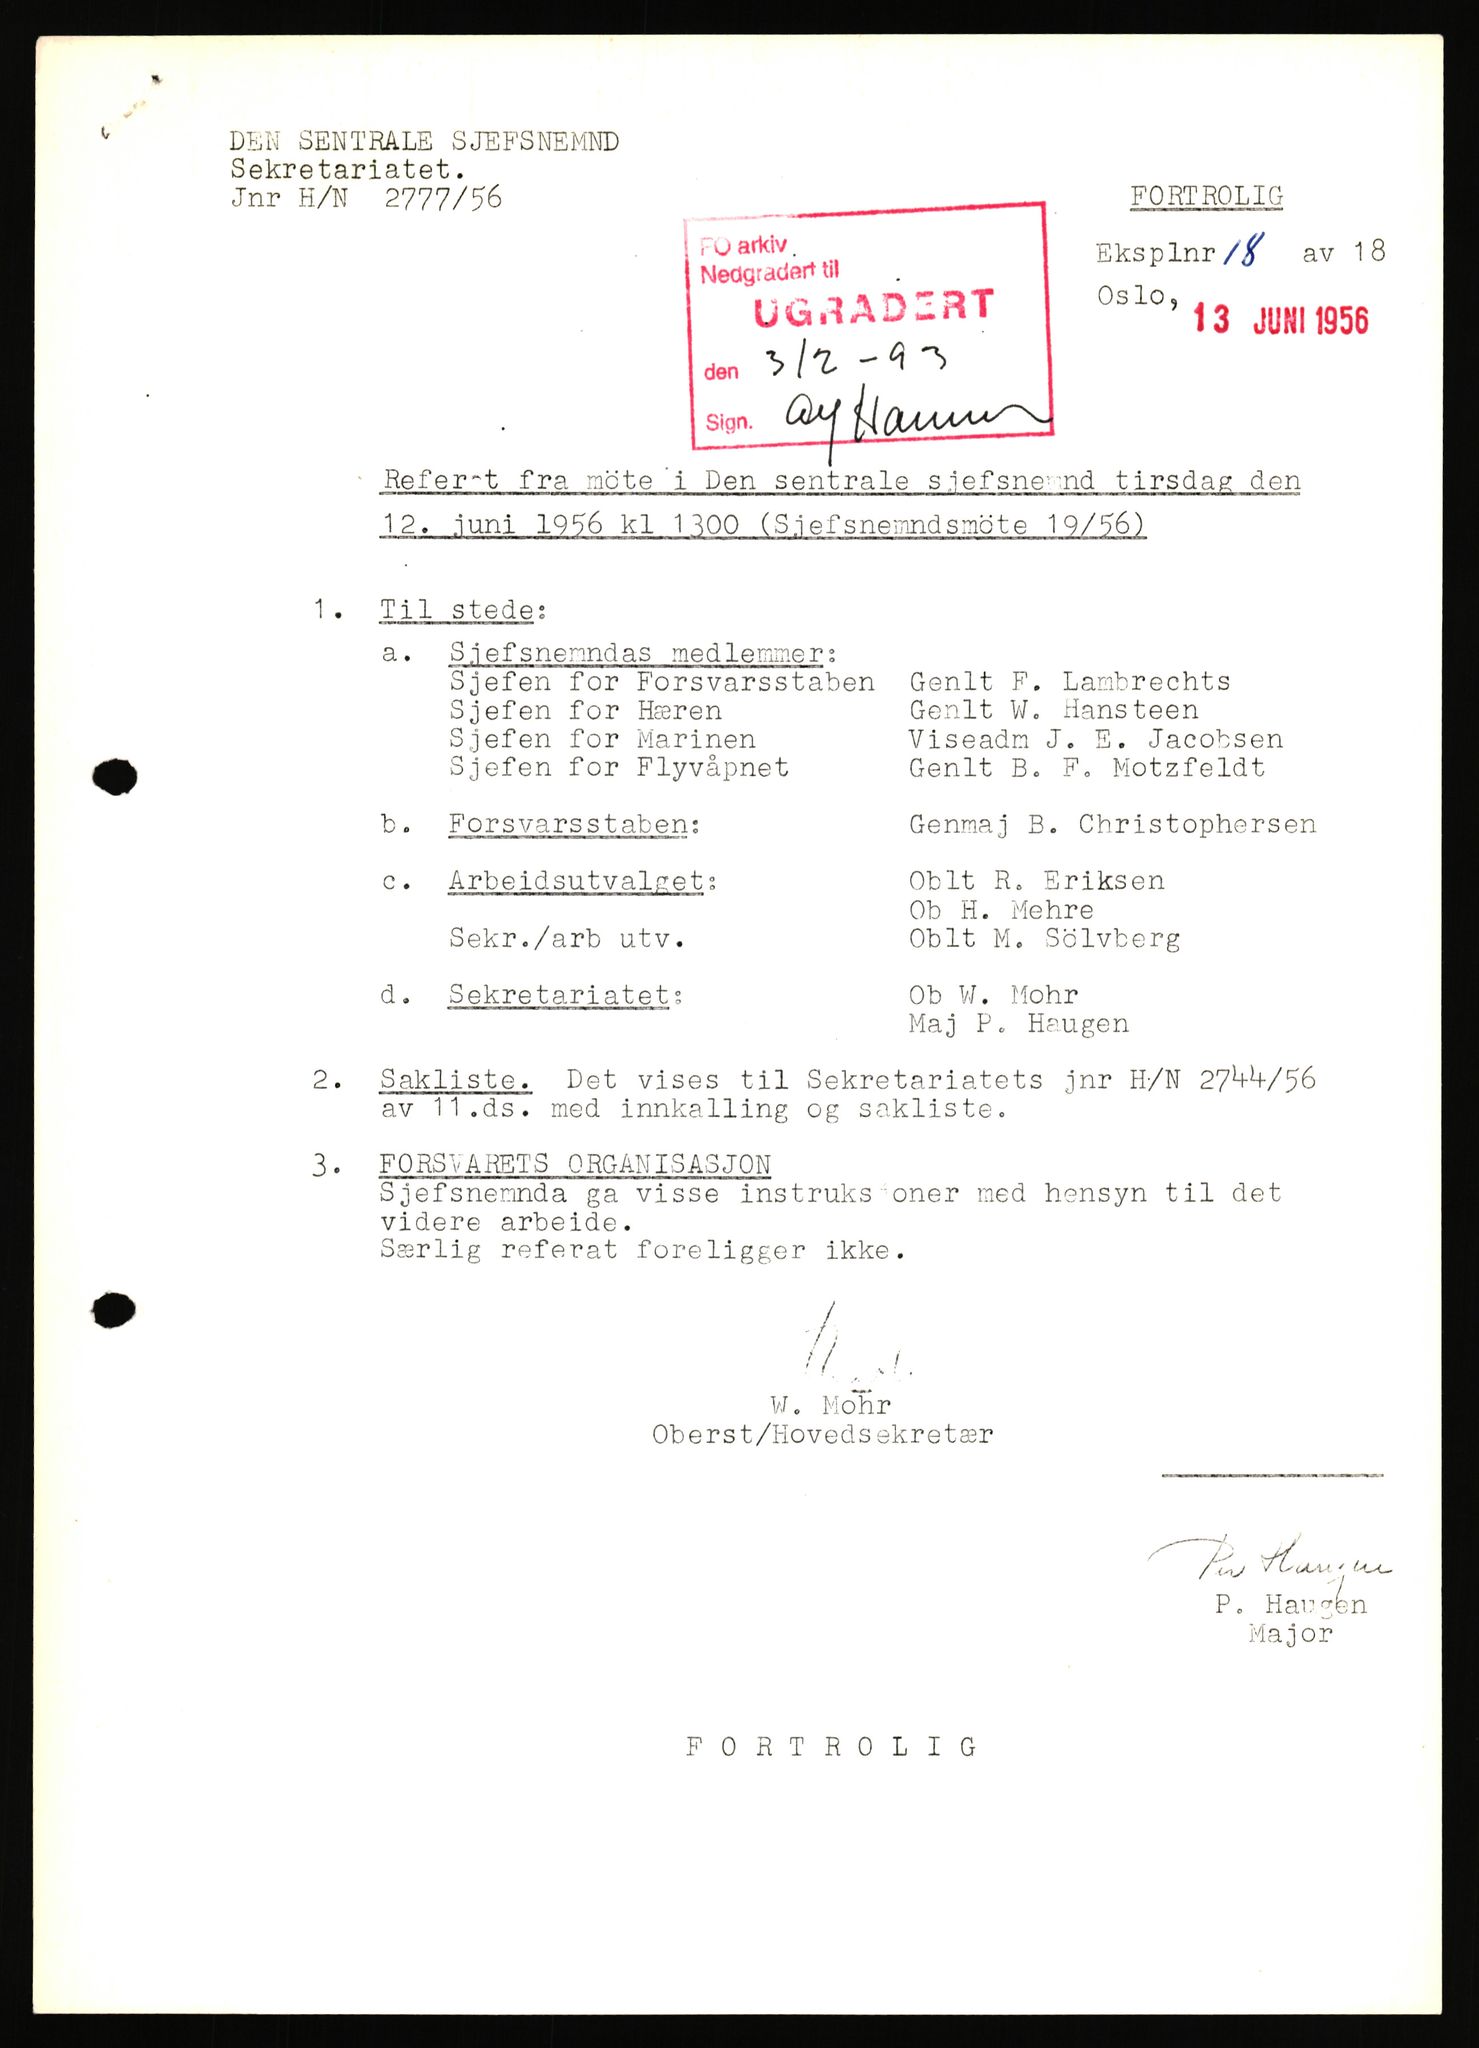 DEN SENTRALE SJEFSNEMND
Sekretariatet.
Jnr H/N 2777/56
FORTROLIG
Eksplnr 18 av 18
Oslo, 13 JUNI 1956
FO arkiv
Nedgradert til
UGRADERT
den 3/2-93
Sign.
Referat fra möte i Den sentrale sjefsnemnd tirsdag den
12. juni 1956 kl 1300 (Sjefsnemndsmöte 19/56)
1. Til stede:
a. Sjefsnemndas medlemmer:
Sjefen for Forsvarsstaben Genlt F. Lambrechts
Sjefen for Hæren Genlt W. Hansteen
Sjefen for Marinen Viseadm J. E. Jacobsen
Sjefen for Flyvåpnet Genlt B. F. Motzfeldt
b. Forsvarsstaben: Genmaj B. Christophersen
c. Arbeidsutvalget: Oblt R. Eriksen
Ob H. Mehre
Sekr./arb utv. Oblt M. Sölvberg
d. Sekretariatet: Ob W. Mohr
Maj P. Haugen
2. Sakliste. Det vises til Sekretariatets jnr H/N 2744/56
av 11.ds. med innkalling og sakliste.
3. FORSVARETS ORGANISASJON
Sjefsnemnda ga visse instruksjoner med hensyn til det
videre arbeide.
Særlig referat foreligger ikke.
W. Mohr
Oberst/Hovedsekretær
Per Haugen
P. Haugen
Major
F O R T R O L I G